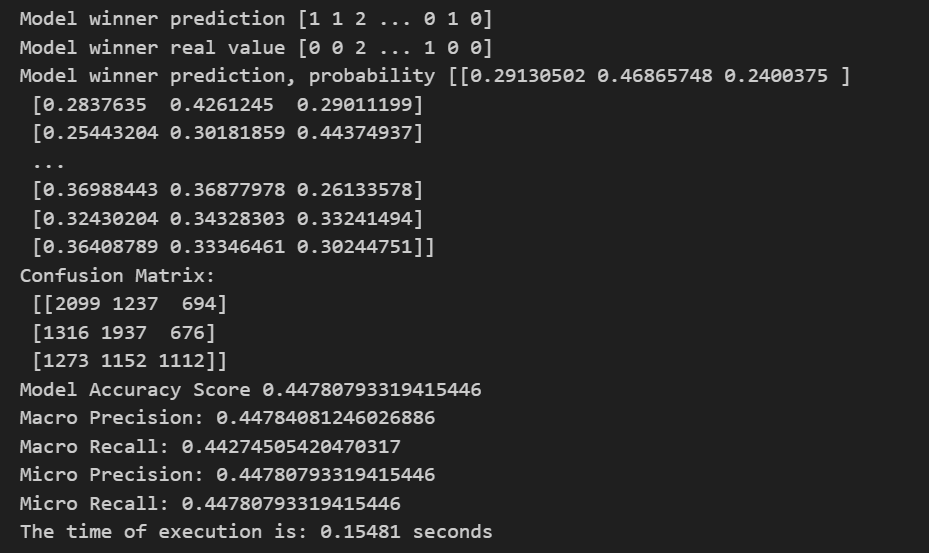 Model winner prediction [1 1 2 ... 0 1 0]
Model winner real value [0 0 2 ... 1 0 0]
Model winner prediction, probability [[0.29130502 0.46865748 0.2400375 ]
 [0.2837635  0.4261245  0.29011199]
 [0.25443204 0.30181859 0.44374937]
 ...
 [0.36988443 0.36877978 0.26133578]
 [0.32430204 0.34328303 0.33241494]
 [0.36408789 0.33346461 0.30244751]]
Confusion Matrix:
 [[2099 1237  694]
 [1316 1937  676]
 [1273 1152 1112]]
Model Accuracy Score 0.44780793319415446
Macro Precision: 0.44784081246026886
Macro Recall: 0.44274505420470317
Micro Precision: 0.44780793319415446
Micro Recall: 0.44780793319415446
The time of execution is: 0.15481 seconds